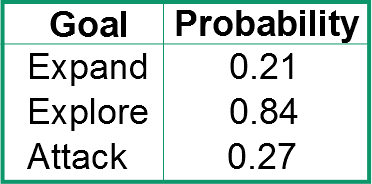 Goal Probability
Expand 0.21
Explore 0.84
Attack 0.27